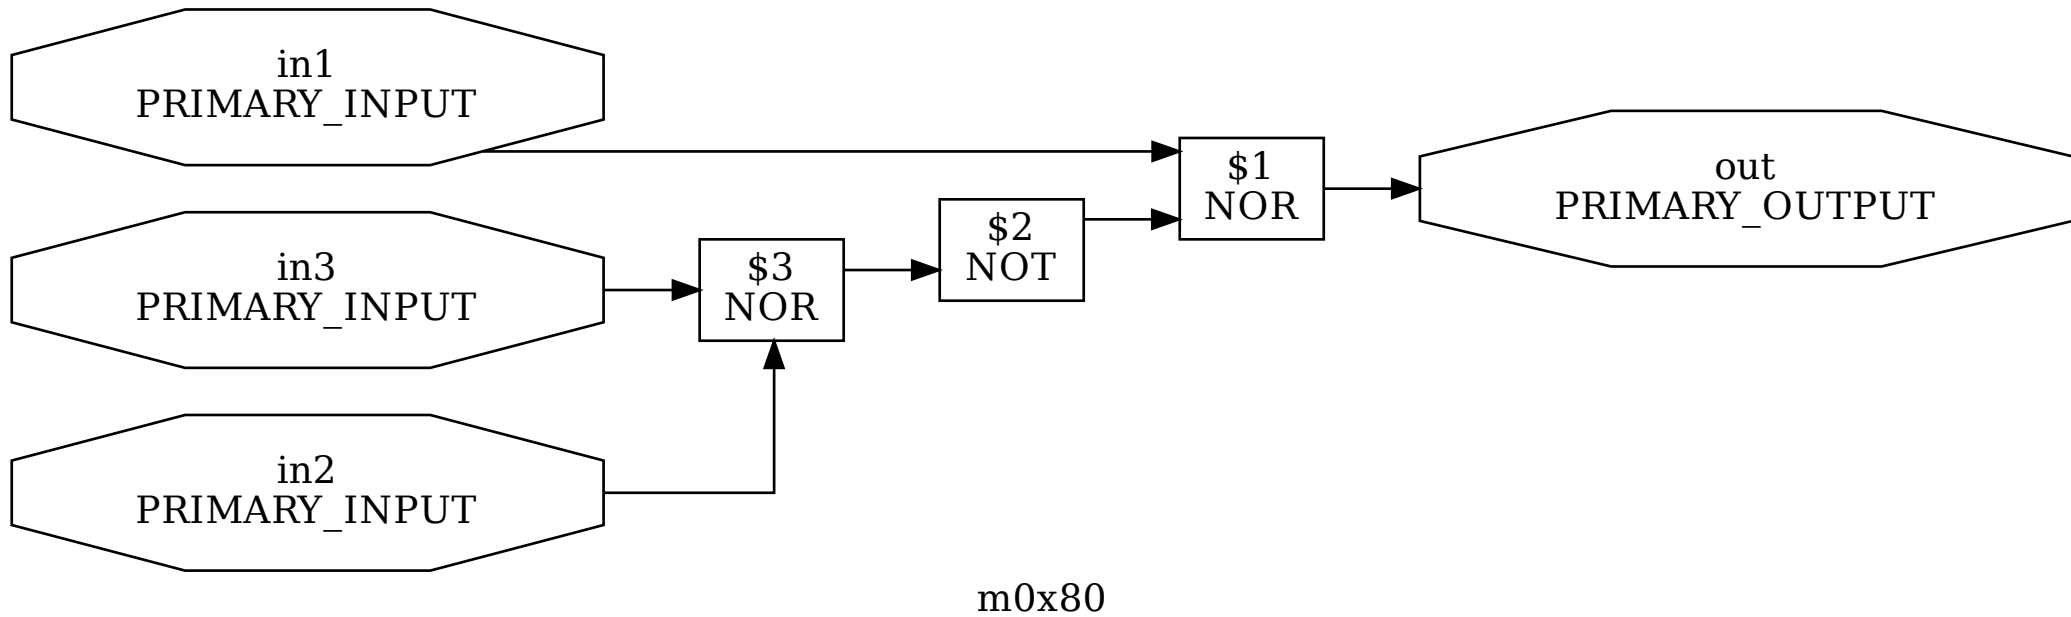 in1
PRIMARY_INPUT
$1
NOR
out
PRIMARY_OUTPUT
$2
NOT
in3
PRIMARY_INPUT
$3
NOR
in2
PRIMARY_INPUT
m0x80